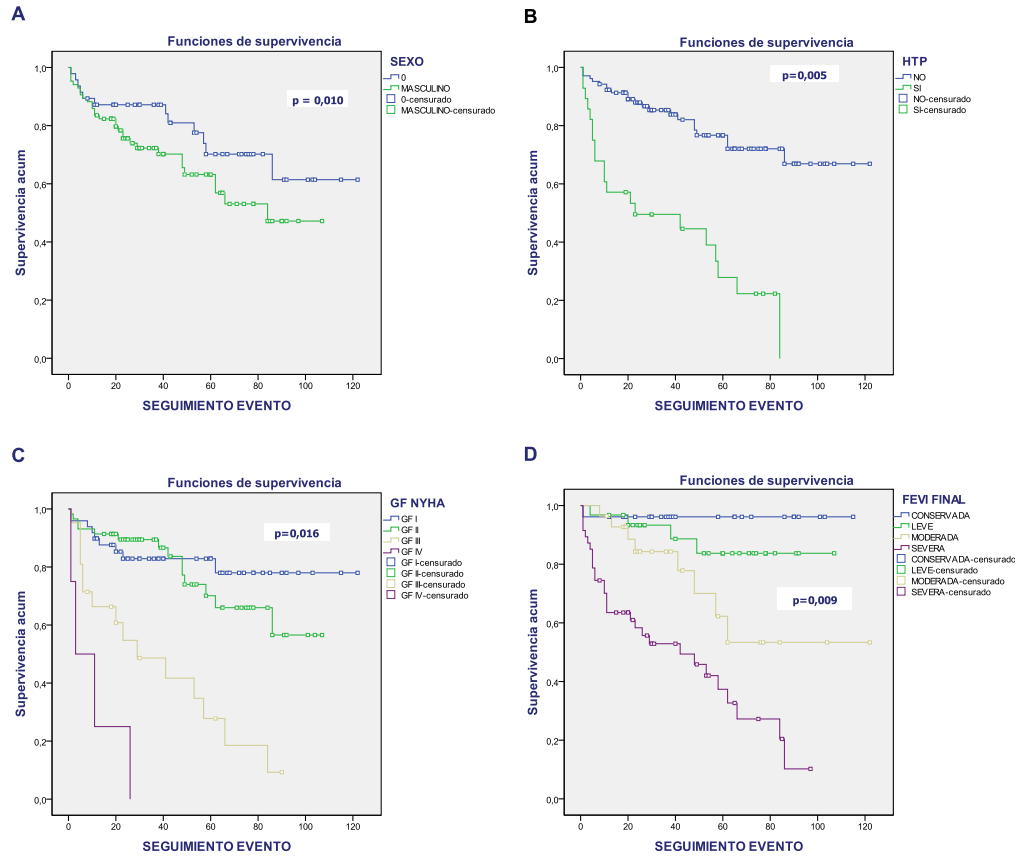 A
Funciones de supervivencia
Supervivencia acum
1,0
0,8
0,6
0,4
0,2
0,0
0 20 40 60 80 100 120
SEGUIMIENTO EVENTO
p = 0,010
SEXO
0
MASCULINO
0-censurado
MASCULINO-censurado
B
Funciones de supervivencia
Supervivencia acum
1,0
0,8
0,6
0,4
0,2
0,0
0 20 40 60 80 100 120
SEGUIMIENTO EVENTO
p=0,005
HTP
NO
SI
NO-censurado
SI-censurado
C
Funciones de supervivencia
Supervivencia acum
1,0
0,8
0,6
0,4
0,2
0,0
0 20 40 60 80 100 120
SEGUIMIENTO EVENTO
p=0,016
GF NYHA
GF I
GF II
GF III
GF IV
GF I-censurado
GF II-censurado
GF III-censurado
GF IV-censurado
D
Funciones de supervivencia
Supervivencia acum
1,0
0,8
0,6
0,4
0,2
0,0
0 20 40 60 80 100 120
SEGUIMIENTO EVENTO
p=0,009
FEVI FINAL
CONSERVADA
LEVE
MODERADA
SEVERA
CONSERVADA-censurado
LEVE-censurado
MODERADA-censurado
SEVERA-censurado